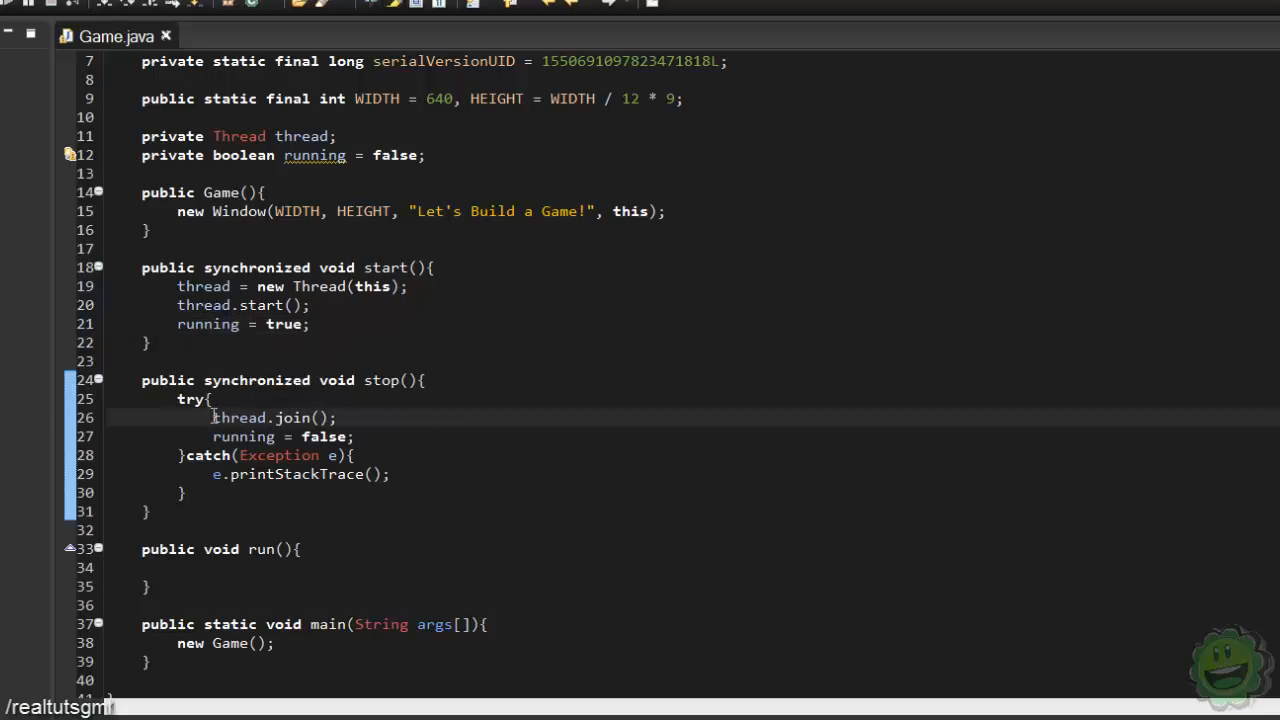 Game.java
7 private static final long serialVersionUID = 1550691097823471818L;
8
9 public static final int WIDTH = 640, HEIGHT = WIDTH / 12 * 9;
10
11 private Thread thread;
12 private boolean running = false;
13
14 public Game(){
15 new Window(WIDTH, HEIGHT, "Let's Build a Game!", this);
16 }
17
18 public synchronized void start(){
19 thread = new Thread(this);
20 thread.start();
21 running = true;
22 }
23
24 public synchronized void stop(){
25 try{
26 thread.join();
27 running = false;
28 }catch(Exception e){
29 e.printStackTrace();
30 }
31 }
32
33 public void run(){
34
35 }
36
37 public static void main(String args[]){
38 new Game();
39 }
40
41 }
/realtutsgml